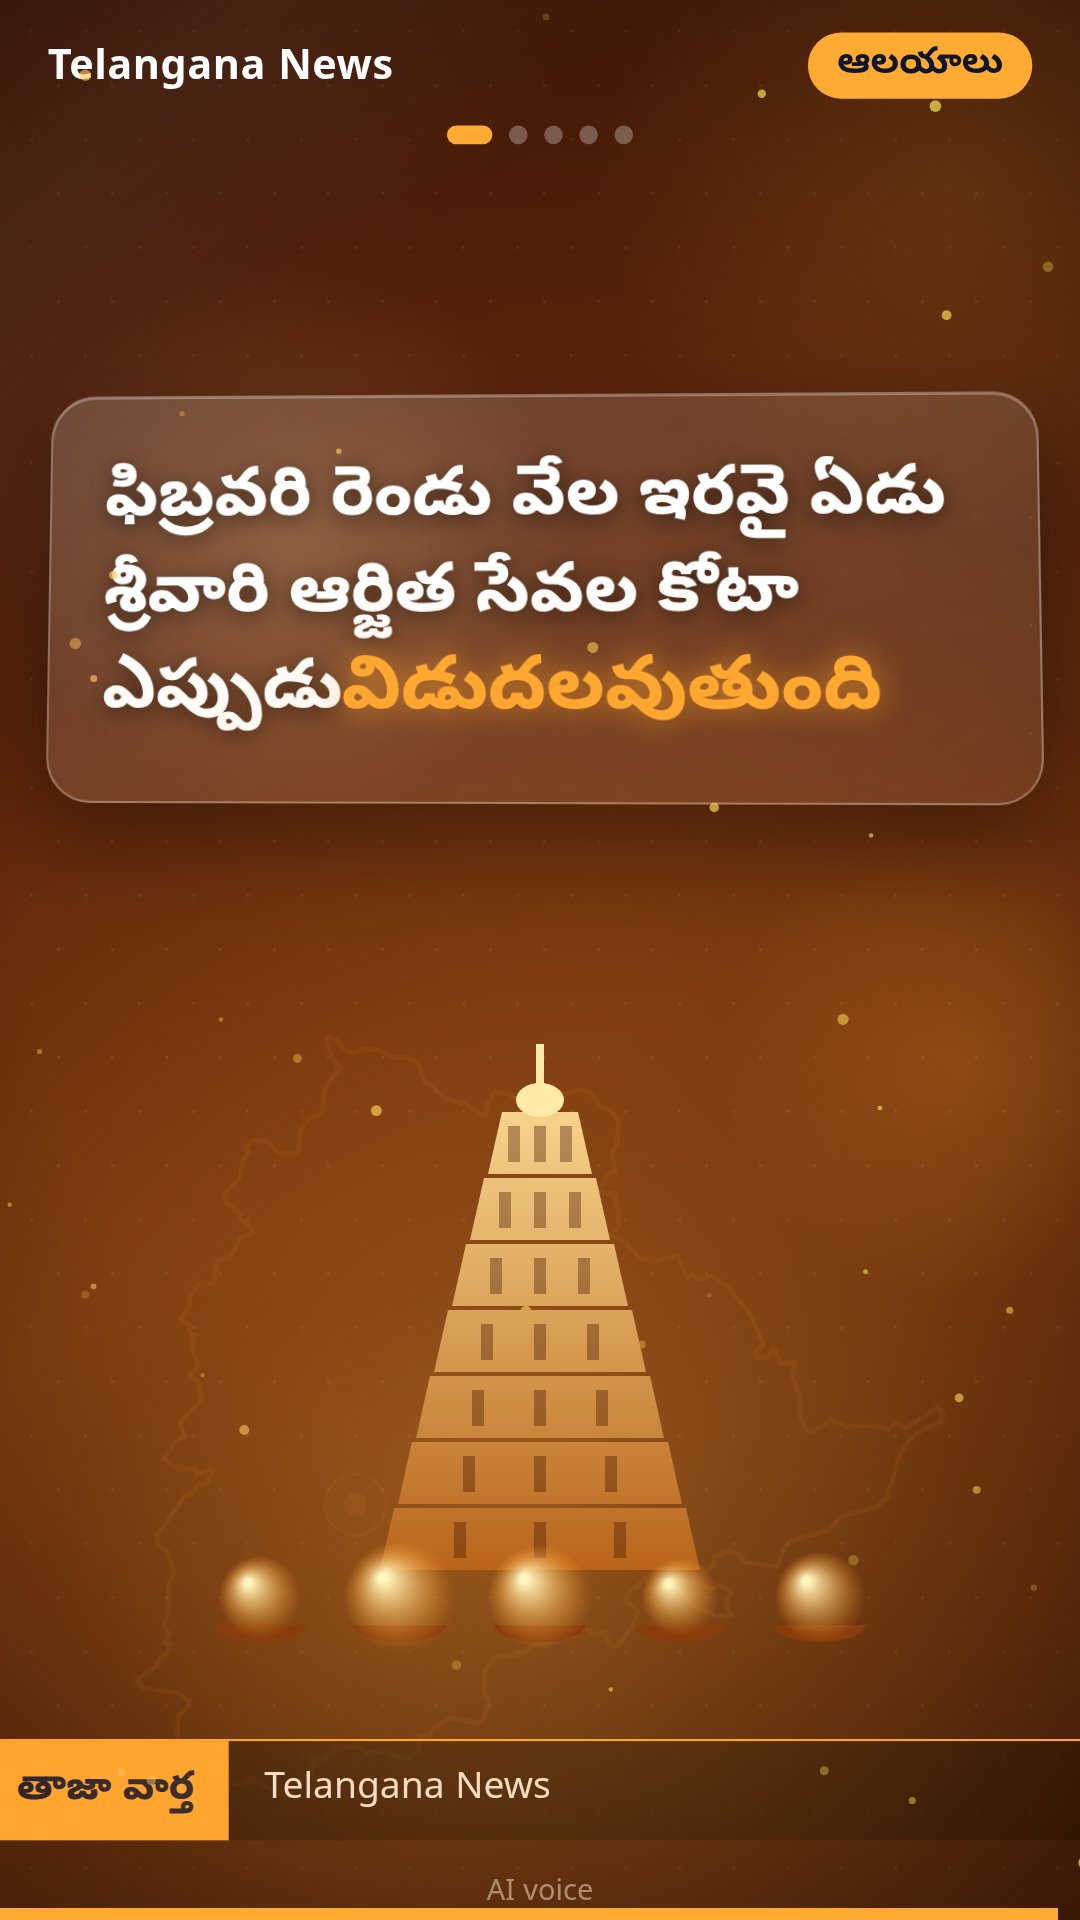 Telangana News
ఆలయాలు
ఫిబ్రవరి రెండు వేల ఇరవై ఏడు
శ్రీవారి ఆర్జిత సేవల కోటా
ఎప్పుడువిడుదలవుతుంది
తాజా వార్త
Telangana News
AI voice